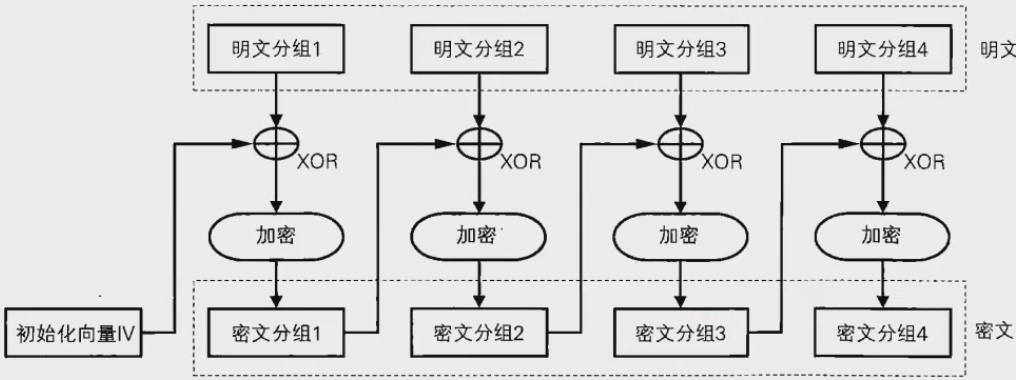 明文分组1
明文分组2
明文分组3
明文分组4
明文
XOR
XOR
XOR
XOR
加密
加密
加密
加密
初始化向量IV
密文分组1
密文分组2
密文分组3
密文分组4
密文